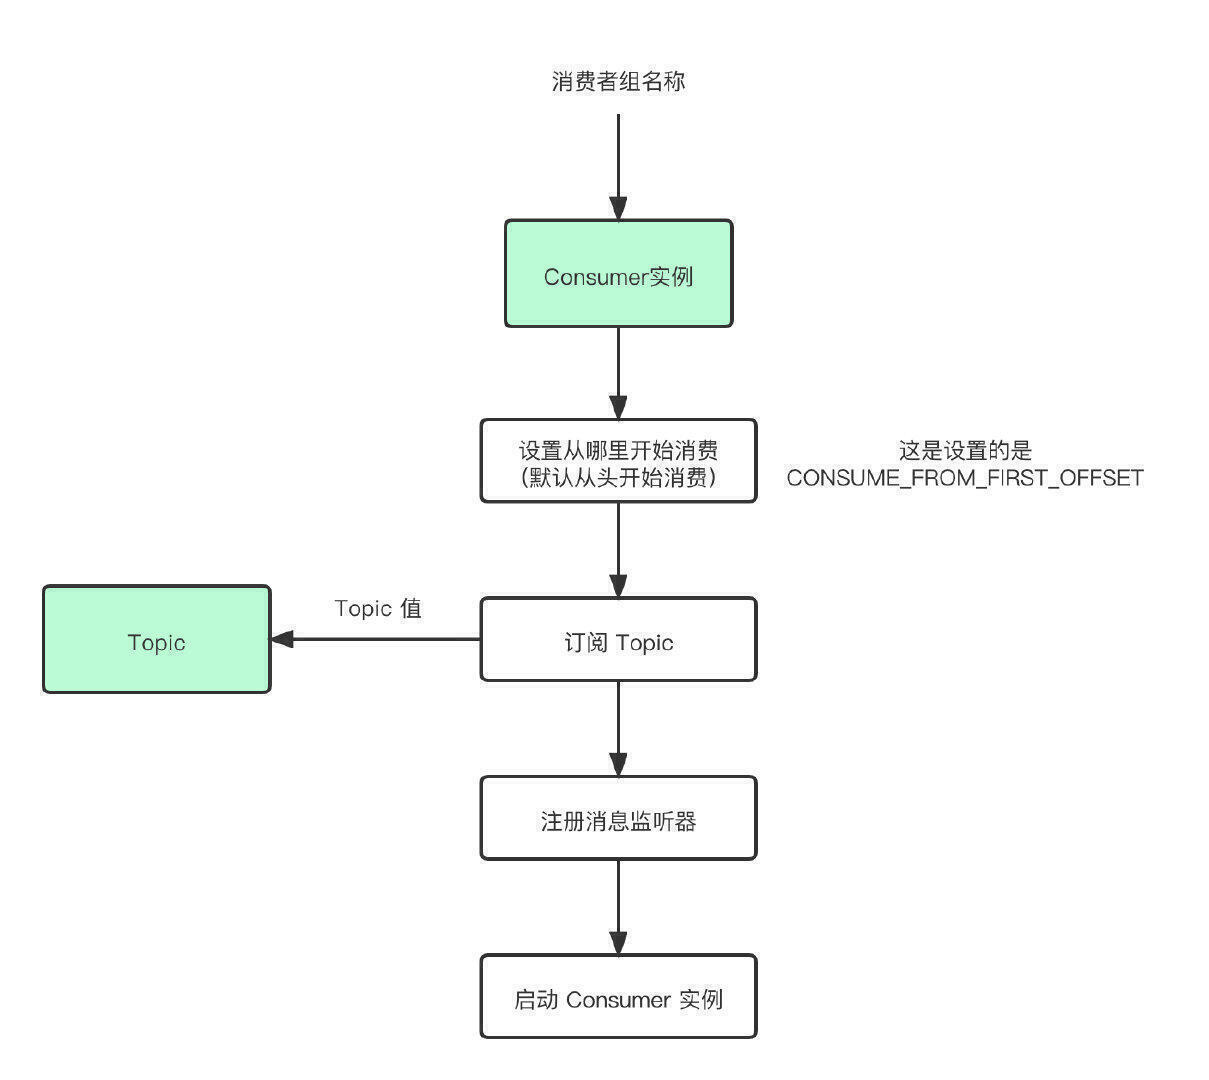 消费者组名称
Consumer实例
设置从哪里开始消费
(默认从头开始消费)
这是设置的是
CONSUME_FROM_FIRST_OFFSET
Topic 值
Topic
订阅 Topic
注册消息监听器
启动 Consumer 实例